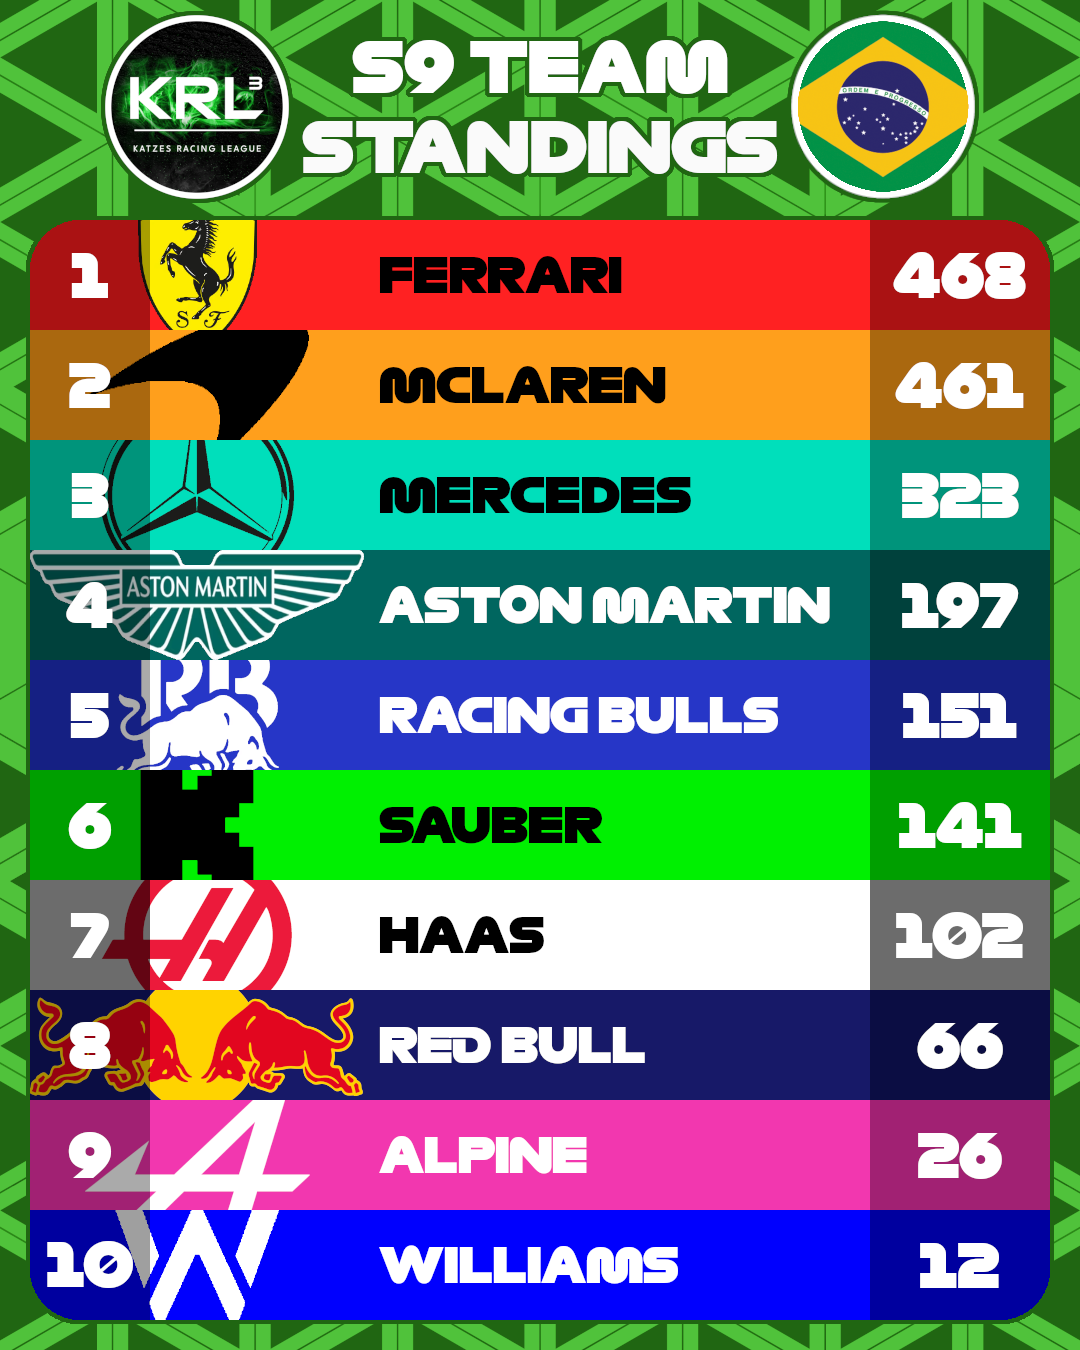 KRL3
KATZES RACING LEAGUE
S9 TEAM
STANDINGS
ORDEM E PROGRESSO
1 S F FERRARI 468
2 MCLAREN 461
3 MERCEDES 323
4 ASTON MARTIN ASTON MARTIN 197
5 RB RACING BULLS 151
6 K SAUBER 141
7 H HAAS 102
8 RED BULL 66
9 A ALPINE 26
10 W WILLIAMS 12